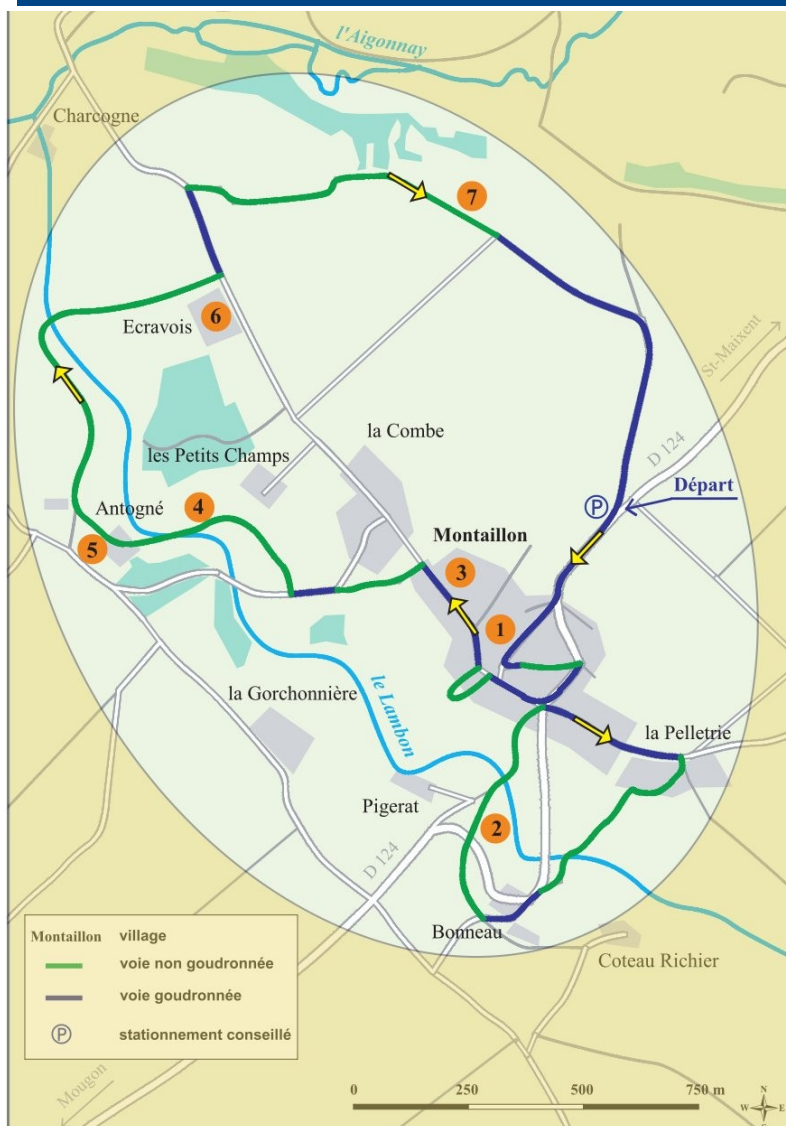 l'Aigonnay
Charcogne
7
Ecravois
6
St-Maixent
D 124
la Combe
les Petits Champs
Départ
P
Antogné
4
Montaillon
5
3
1
la Gorchonnière
le Lambon
la Pelletrie
Pigerat
2
D 124
Bonneau
Coteau Richier
Montaillon village
voie non goudronnée
voie goudronnée
P stationnement conseillé
Mougon
0 250 500 750 m
N
W E